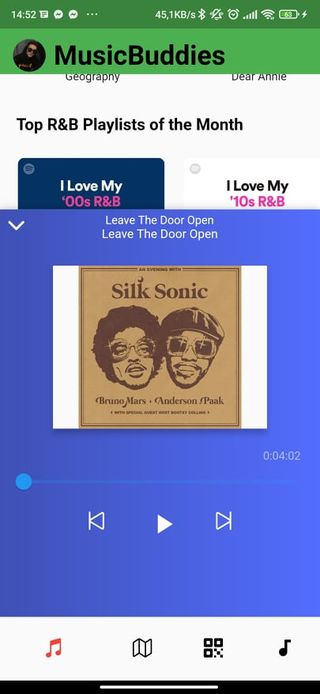 14:52
45,1KB/s
63
MusicBuddies
Geography
Dear Annie
Top R&B Playlists of the Month
I Love My
'00s R&B
I Love My
'10s R&B
Leave The Door Open
Leave The Door Open
AN EVENING WITH
Silk Sonic
Bruno Mars + Anderson .Paak
WITH SPECIAL GUEST HOST BOOTSY COLLINS
0:04:02